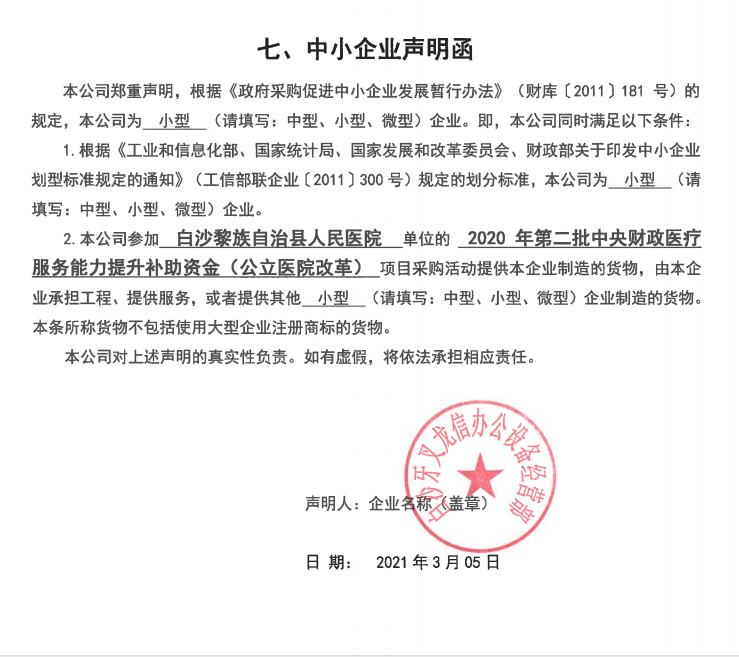 七、中小企业声明函
本公司郑重声明，根据《政府采购促进中小企业发展暂行办法》（财库〔2011〕181 号）的
规定，本公司为 小型 （请填写：中型、小型、微型）企业。即，本公司同时满足以下条件：
1.根据《工业和信息化部、国家统计局、国家发展和改革委员会、财政部关于印发中小企业
划型标准规定的通知》（工信部联企业〔2011〕300 号）规定的划分标准，本公司为 小型 （请
填写：中型、小型、微型）企业。
2.本公司参加 白沙黎族自治县人民医院 单位的 2020 年第二批中央财政医疗
服务能力提升补助资金（公立医院改革） 项目采购活动提供本企业制造的货物，由本企
业承担工程、提供服务，或者提供其他 小型 （请填写：中型、小型、微型）企业制造的货物。
本条所称货物不包括使用大型企业注册商标的货物。
本公司对上述声明的真实性负责。如有虚假，将依法承担相应责任。
白沙牙叉龙信办公设备经营部
声明人：企业名称（盖章）
日 期： 2021 年 3 月 05 日